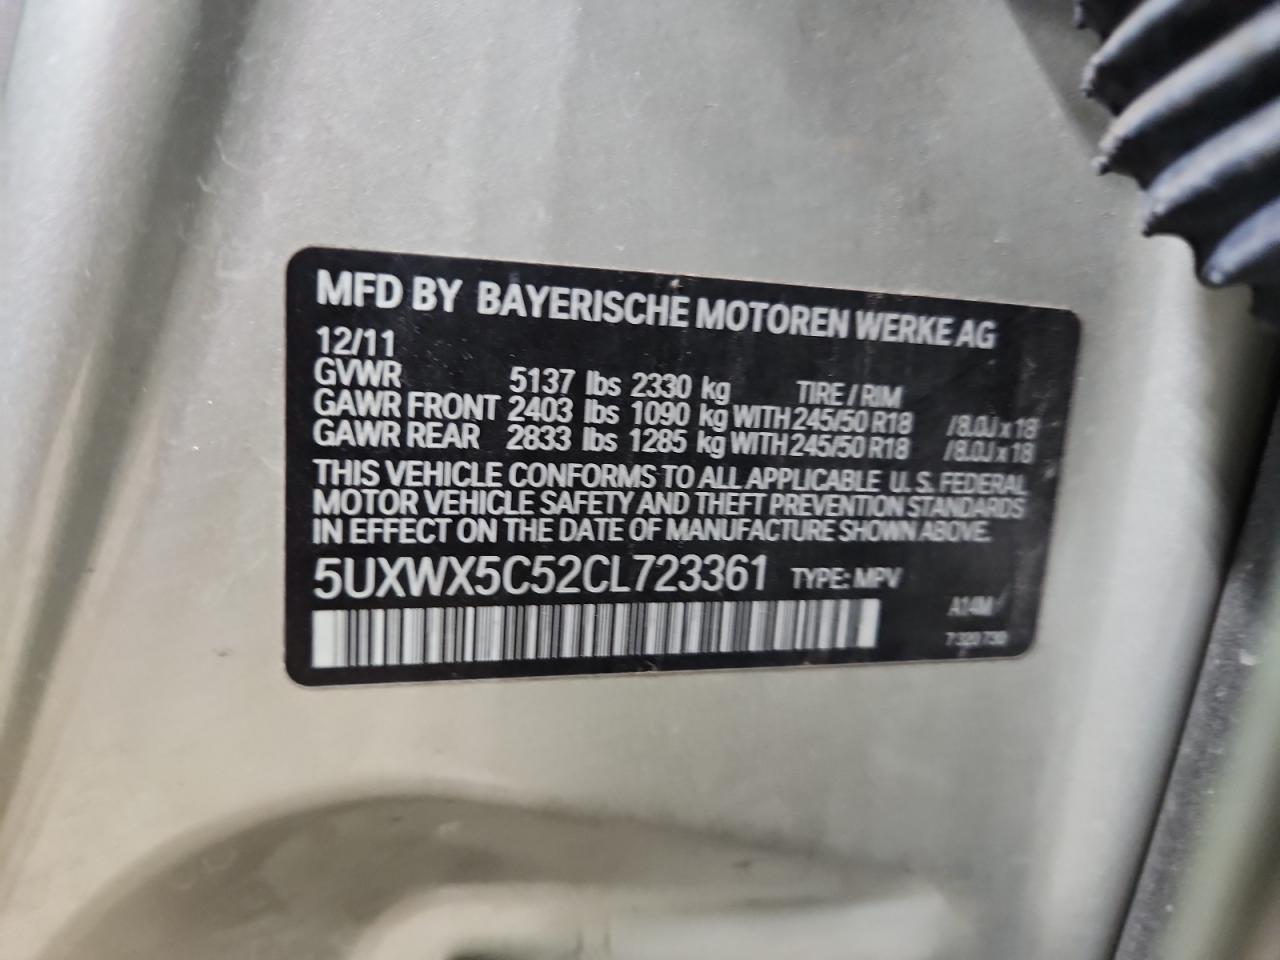 MFD BY BAYERISCHE MOTOREN WERKE AG
12/11
GVWR 5137 lbs 2330 kg TIRE / RIM
GAWR FRONT 2403 lbs 1090 kg WITH 245/50 R18 / 8.0J x 18
GAWR REAR 2833 lbs 1285 kg WITH 245/50 R18 / 8.0J x 18
THIS VEHICLE CONFORMS TO ALL APPLICABLE U. S. FEDERAL
MOTOR VEHICLE SAFETY AND THEFT PREVENTION STANDARDS
IN EFFECT ON THE DATE OF MANUFACTURE SHOWN ABOVE.
5UXWX5C52CL723361 TYPE: MPV
A14M
7 320 730